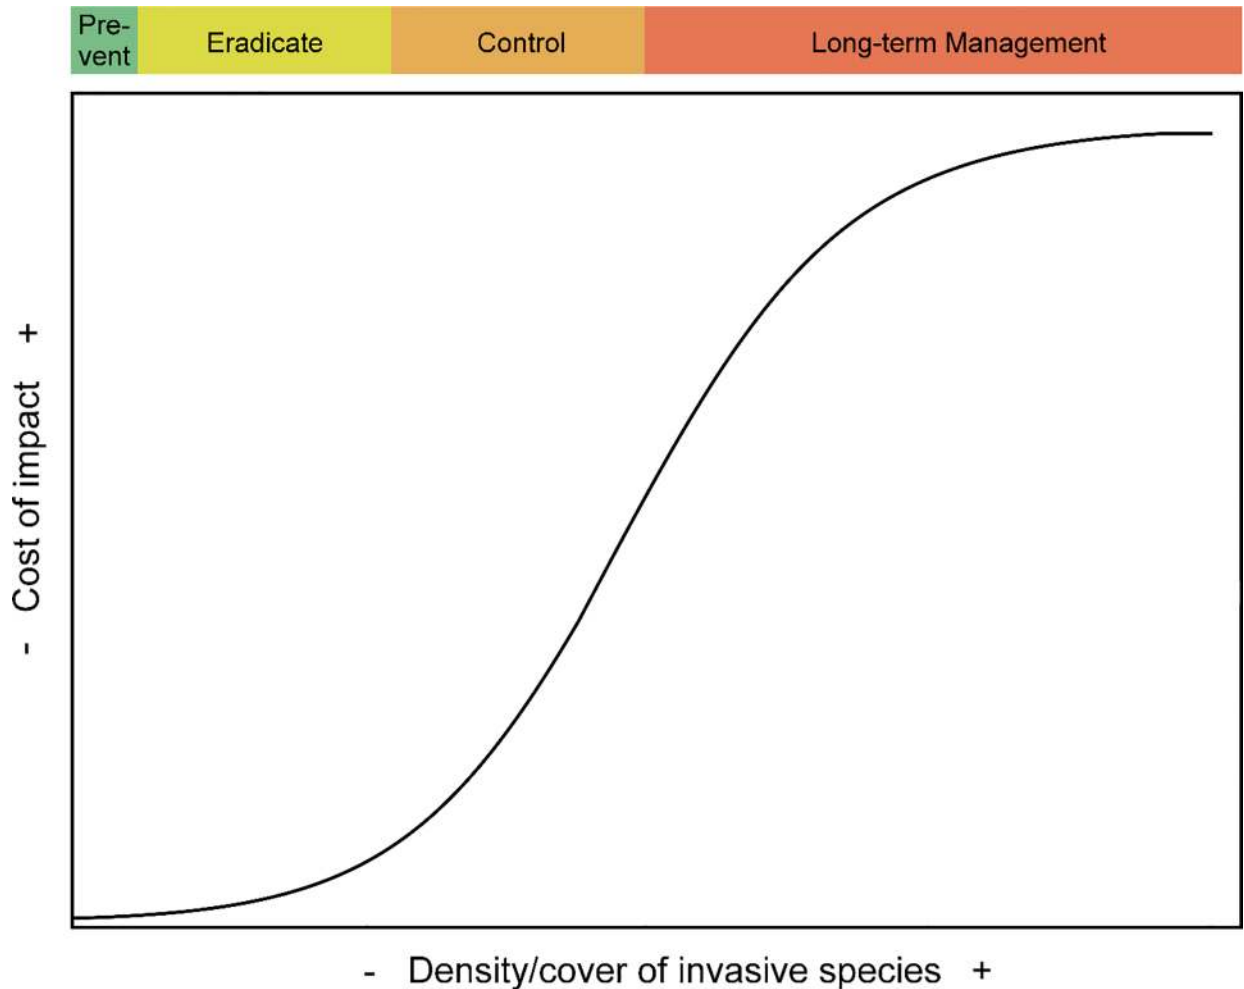 Pre-
vent
Eradicate
Control
Long-term Management
- Cost of impact +
- Density/cover of invasive species +